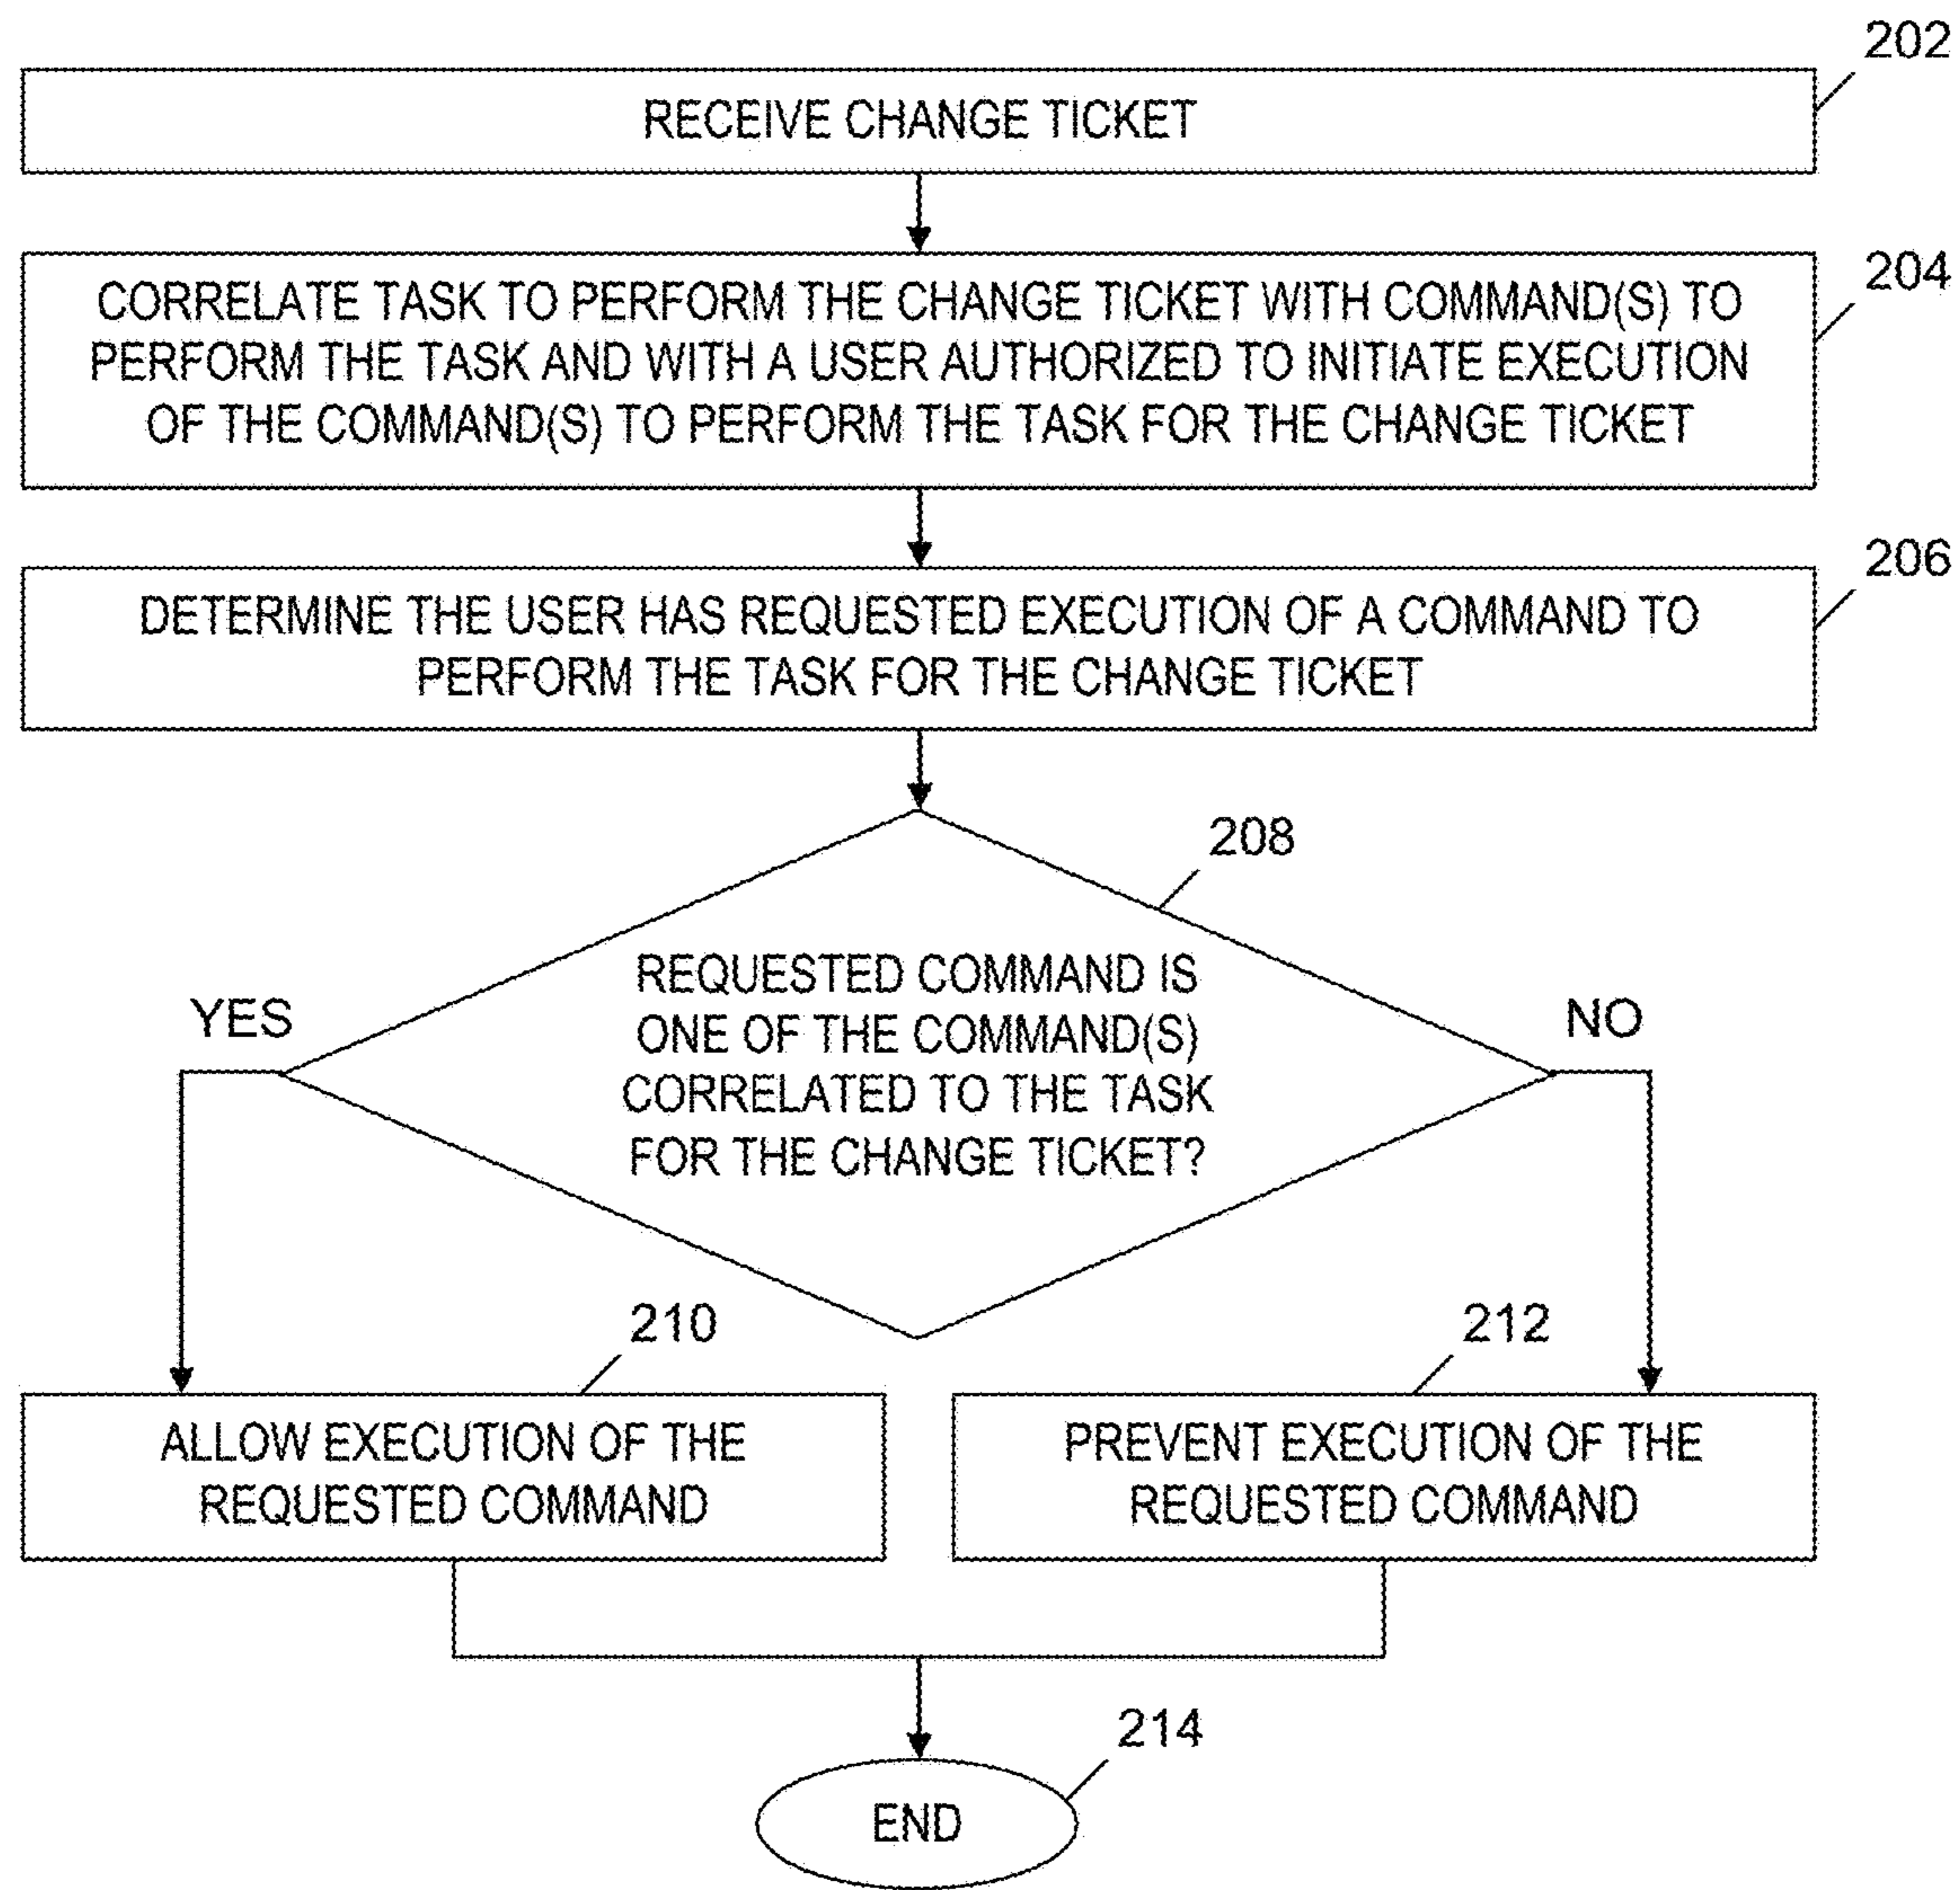 202
RECEIVE CHANGE TICKET
204
CORRELATE TASK TO PERFORM THE CHANGE TICKET WITH COMMAND(S) TO
PERFORM THE TASK AND WITH A USER AUTHORIZED TO INITIATE EXECUTION
OF THE COMMAND(S) TO PERFORM THE TASK FOR THE CHANGE TICKET
206
DETERMINE THE USER HAS REQUESTED EXECUTION OF A COMMAND TO
PERFORM THE TASK FOR THE CHANGE TICKET
208
REQUESTED COMMAND IS
ONE OF THE COMMAND(S)
CORRELATED TO THE TASK
FOR THE CHANGE TICKET?
YES
NO
210
ALLOW EXECUTION OF THE
REQUESTED COMMAND
212
PREVENT EXECUTION OF THE
REQUESTED COMMAND
214
END